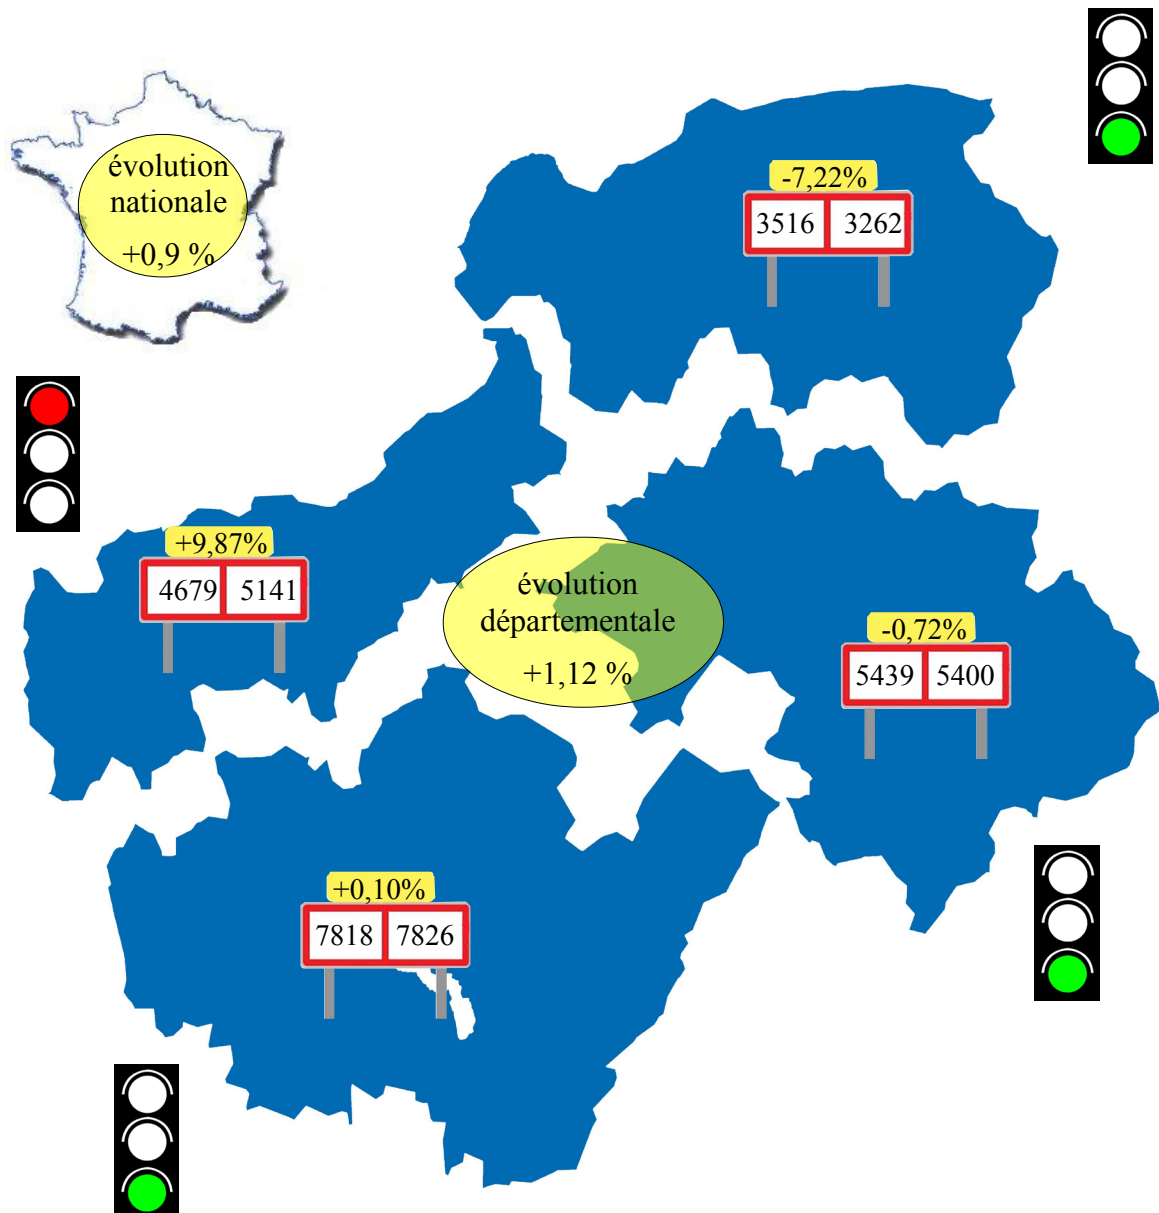 évolution
nationale
+0,9 %
-7,22%
3516 3262
+9,87%
4679 5141
évolution
départementale
+1,12 %
-0,72%
5439 5400
+0,10%
7818 7826